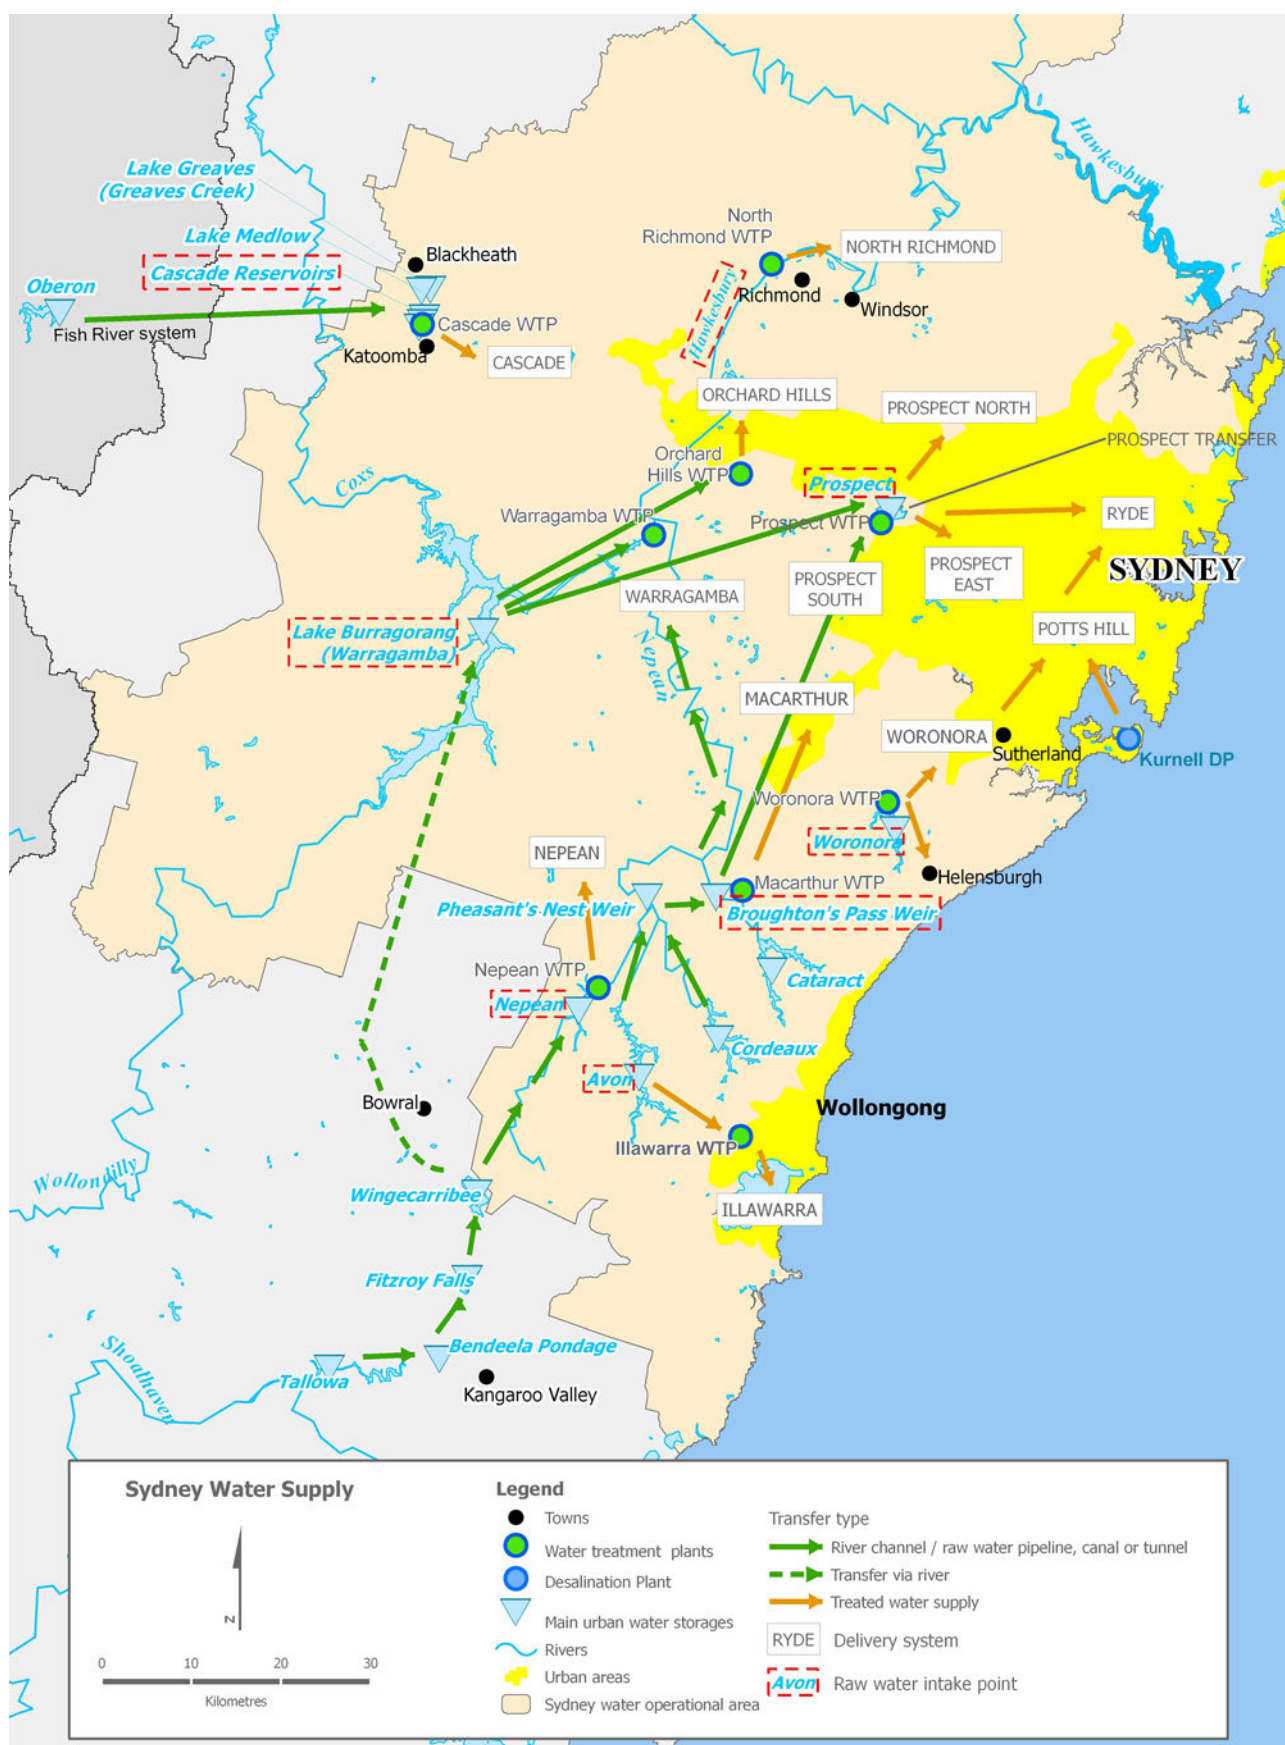 Hawkesbury
Lake Greaves
(Greaves Creek)
Lake Medlow
Cascade Reservoirs
Blackheath
Oberon
Fish River system
Cascade WTP
Katoomba
CASCADE
North
Richmond WTP
NORTH RICHMOND
Richmond
Windsor
Hawkesbury
ORCHARD HILLS
PROSPECT NORTH
PROSPECT TRANSFER
Orchard
Hills WTP
Prospect
Coxs
Warragamba WTP
Prospect WTP
RYDE
PROSPECT
EAST
SYDNEY
PROSPECT
SOUTH
WARRAGAMBA
Lake Burragorang
(Warragamba)
Nepean
POTTS HILL
MACARTHUR
WORONORA
Sutherland
Kurnell DP
Woronora WTP
Woronora
NEPEAN
Helensburgh
Macarthur WTP
Pheasant's Nest Weir
Broughton's Pass Weir
Nepean WTP
Cataract
Nepean
Cordeaux
Avon
Bowral
Wollongong
Illawarra WTP
Wollondilly
Wingecarribee
ILLAWARRA
Fitzroy Falls
Shoalhaven
Bendeela Pondage
Tallowa
Kangaroo Valley
Sydney Water Supply
N
0 10 20 30
Kilometres
Legend
Towns
Water treatment plants
Desalination Plant
Main urban water storages
Rivers
Urban areas
Sydney water operational area
Transfer type
River channel / raw water pipeline, canal or tunnel
Transfer via river
Treated water supply
RYDE Delivery system
Avon Raw water intake point